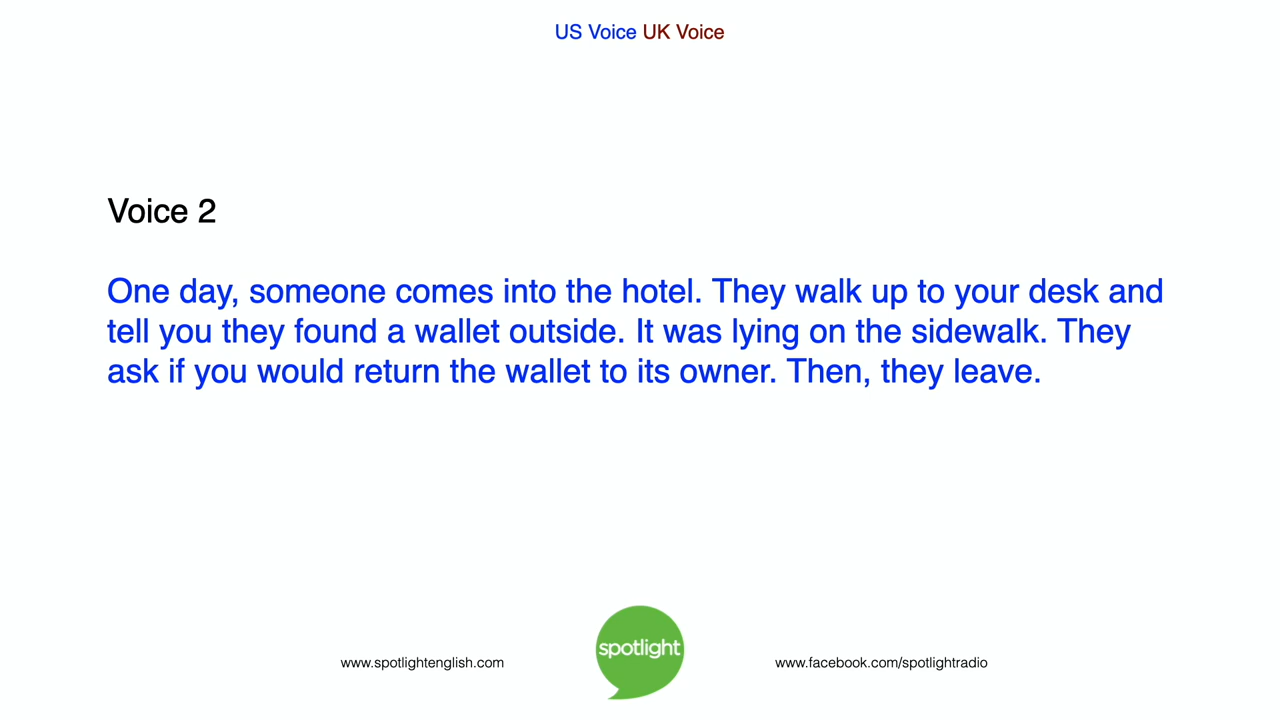 US Voice UK Voice
Voice 2
One day, someone comes into the hotel. They walk up to your desk and
tell you they found a wallet outside. It was lying on the sidewalk. They
ask if you would return the wallet to its owner. Then, they leave.
spotlight
www.spotlightenglish.com
www.facebook.com/spotlightradio